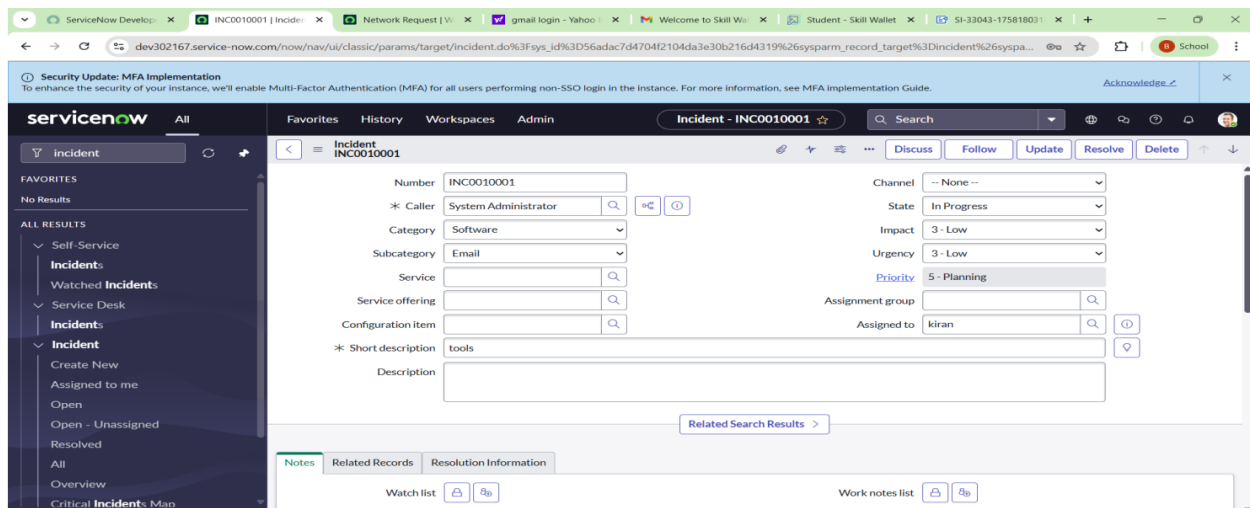 ServiceNow Develop
INC0010001 | Inciden
Network Request | W
gmail login - Yahoo
Welcome to Skill Wal
Student - Skill Wallet
SI-33043-175818031
dev302167.service-now.com/now/nav/ui/classic/params/target/incident.do%3Fsys_id%3D56adac7d4704f2104da3e30b216d4319%26sysparm_record_target%3Dincident%26syspa...
B School
Security Update: MFA Implementation
To enhance the security of your instance, we'll enable Multi-Factor Authentication (MFA) for all users performing non-SSO login in the instance. For more information, see MFA implementation Guide.
Acknowledge
servicenow All Favorites History Workspaces Admin Incident - INC0010001 Search
incident
Incident
INC0010001
Discuss Follow Update Resolve Delete
FAVORITES
No Results
ALL RESULTS
Self-Service
Incidents
Watched Incidents
Service Desk
Incidents
Incident
Create New
Assigned to me
Open
Open - Unassigned
Resolved
All
Overview
Critical Incidents Map
Number INC0010001
Caller System Administrator
Category Software
Subcategory Email
Service
Service offering
Configuration item
Short description tools
Description
Channel -- None --
State In Progress
Impact 3 - Low
Urgency 3 - Low
Priority 5 - Planning
Assignment group
Assigned to kiran
Related Search Results >
Notes Related Records Resolution Information
Watch list
Work notes list